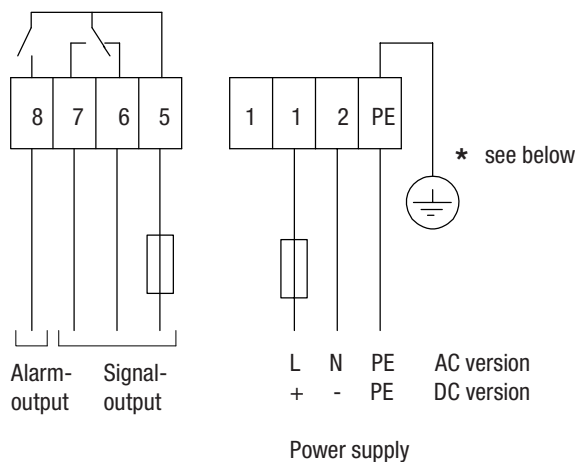 8 7 6 5
1 1 2 PE
* see below
Alarm-
output
Signal-
output
L N PE AC version
+ - PE DC version
Power supply